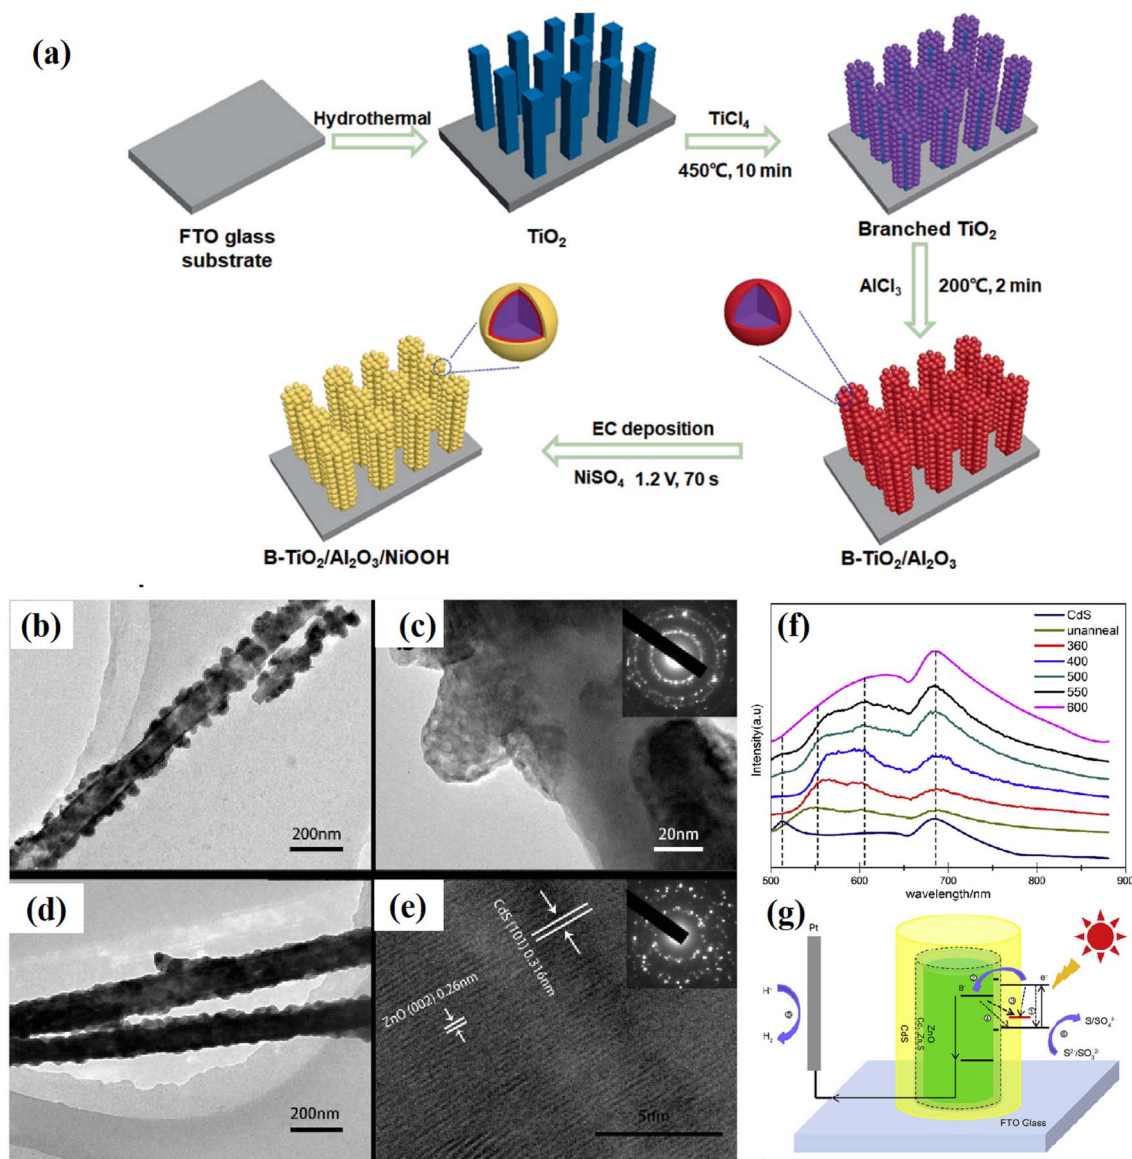 (a)
Hydrothermal
TiCl₄
450℃, 10 min
FTO glass
substrate
TiO₂
Branched TiO₂
AlCl₃ 200℃, 2 min
EC deposition
NiSO₄ 1.2 V, 70 s
B-TiO₂/Al₂O₃/NiOOH
B-TiO₂/Al₂O₃
(b)
200nm
(c)
20nm
(d)
200nm
(e)
CdS (101) 0.316nm
ZnO (002) 0.26nm
5nm
(f)
CdS
unanneal
360
400
500
550
600
Intensity(a.u)
500 600 700 800 900
wavelength/nm
(g)
Pt
H⁺
H₂
CdS
ZnO
e⁻
S/SO₄²⁻
S²⁻/SO₃²⁻
FTO Glass